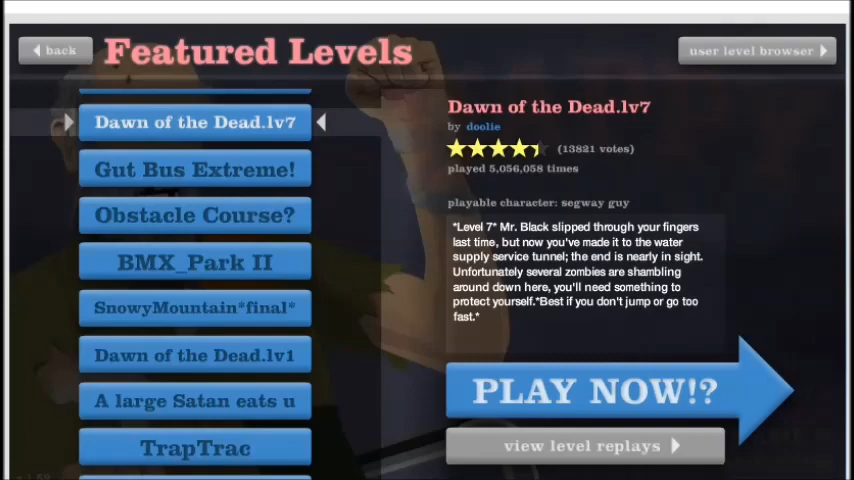 back
Featured Levels
user level browser
Dawn of the Dead.lv7
Gut Bus Extreme!
Obstacle Course?
BMX_Park II
SnowyMountain*final*
Dawn of the Dead.lv1
A large Satan eats u
TrapTrac
Dawn of the Dead.lv7
by doolie
(13821 votes)
played 5,056,058 times
playable character: segway guy
*Level 7* Mr. Black slipped through your fingers
last time, but now you've made it to the water
supply service tunnel; the end is nearly in sight.
Unfortunately several zombies are shambling
around down here, you'll need something to
protect yourself.*Best if you don't jump or go too
fast.*
PLAY NOW!?
view level replays